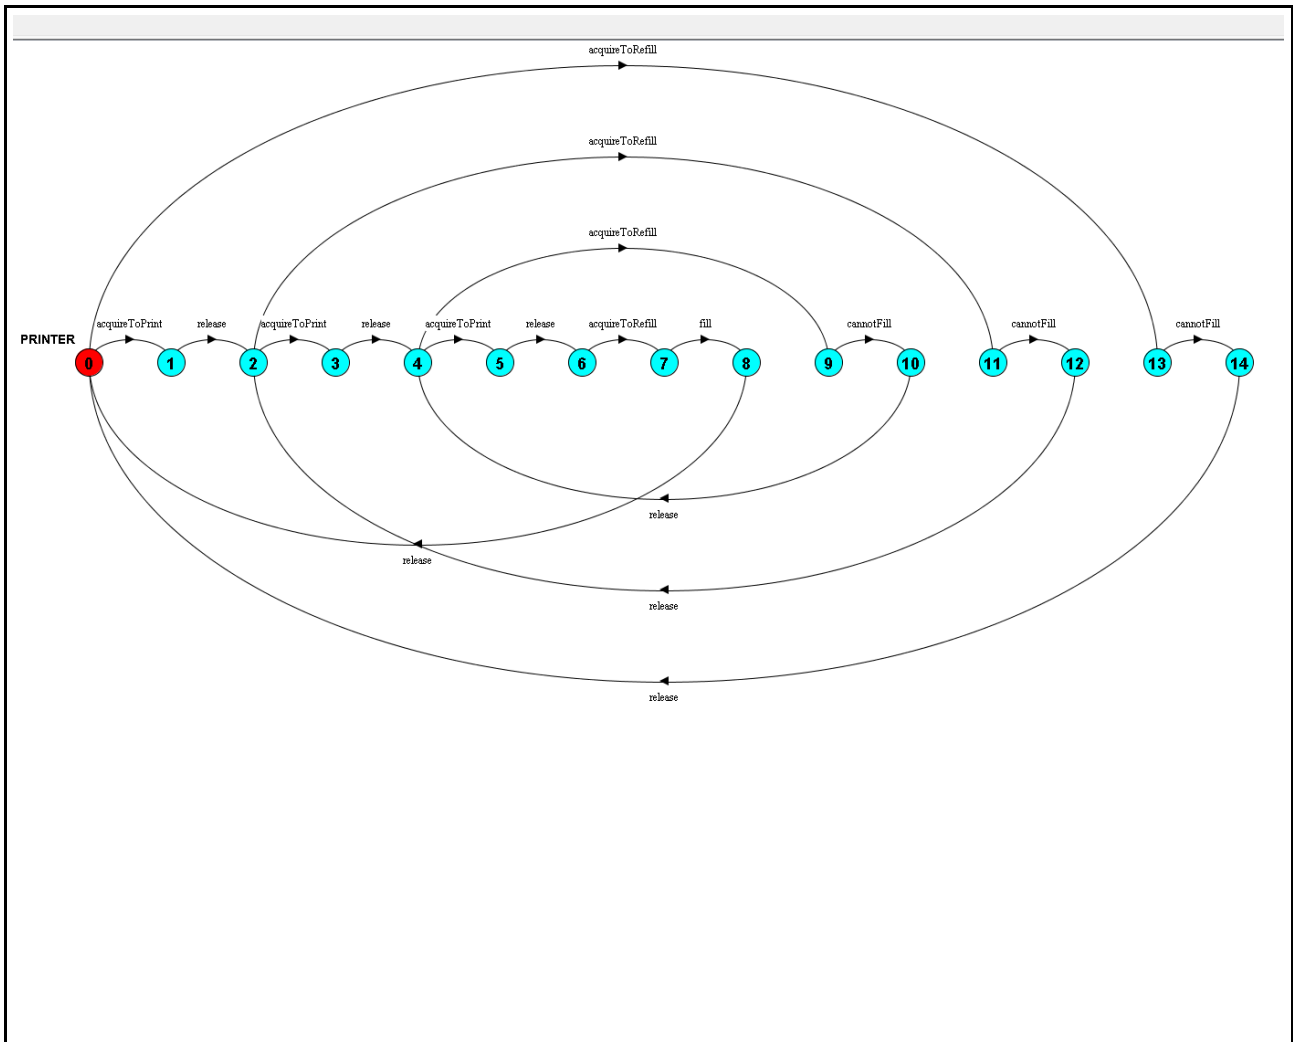 acquireToRefill
acquireToRefill
acquireToRefill
acquireToPrint release acquireToPrint release acquireToPrint release acquireToRefill fill cannotFill cannotFill cannotFill
PRINTER
0 1 2 3 4 5 6 7 8 9 10 11 12 13 14
release
release
release
release